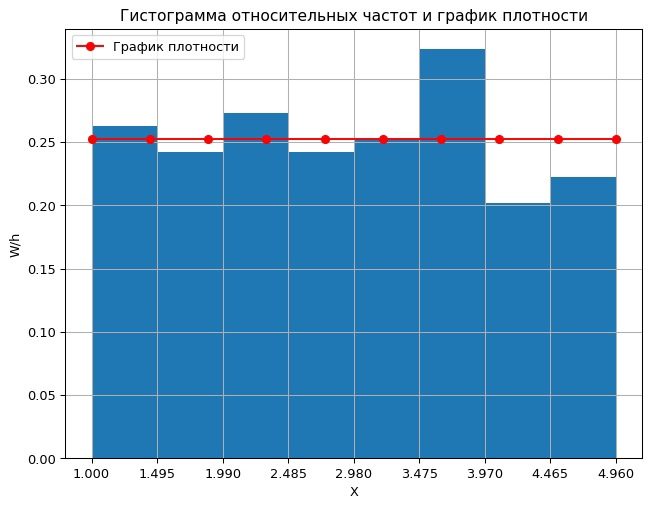 Гистограмма относительных частот и график плотности
График плотности
0.30
0.25
0.20
0.15
0.10
0.05
0.00
W/h
1.000 1.495 1.990 2.485 2.980 3.475 3.970 4.465 4.960
X